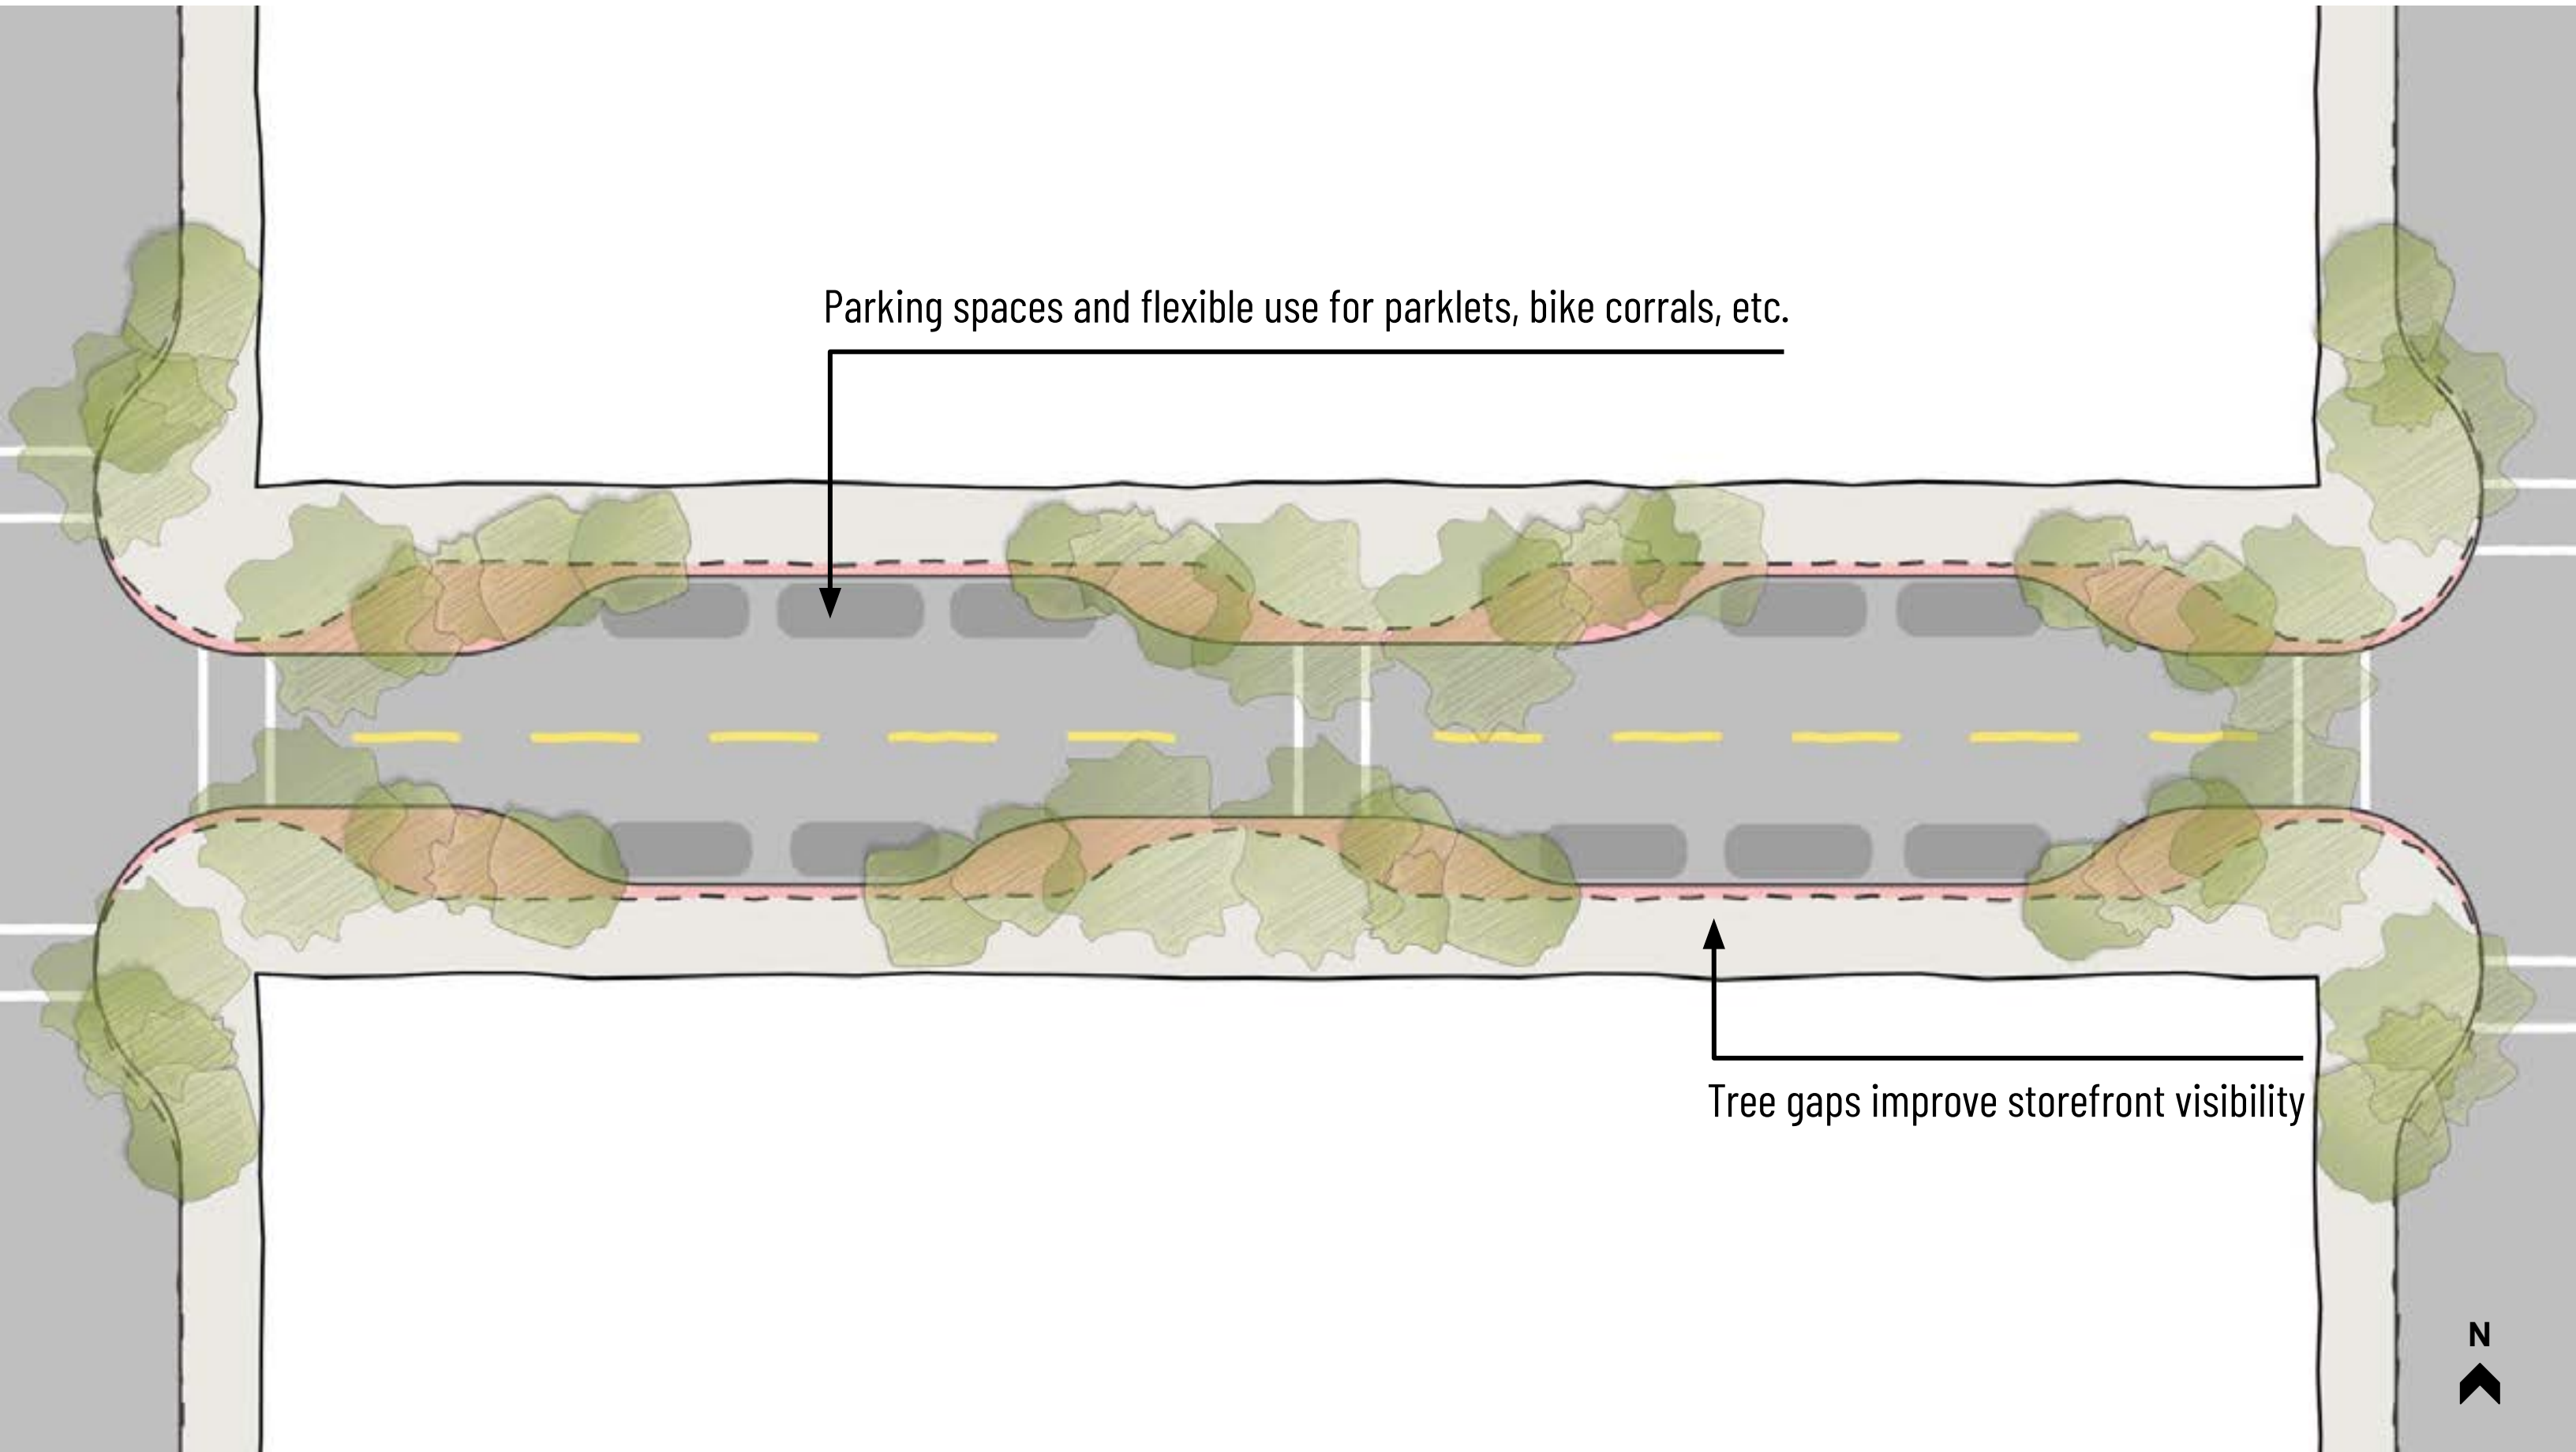 Parking spaces and flexible use for parklets, bike corrals, etc.
Tree gaps improve storefront visibility
N